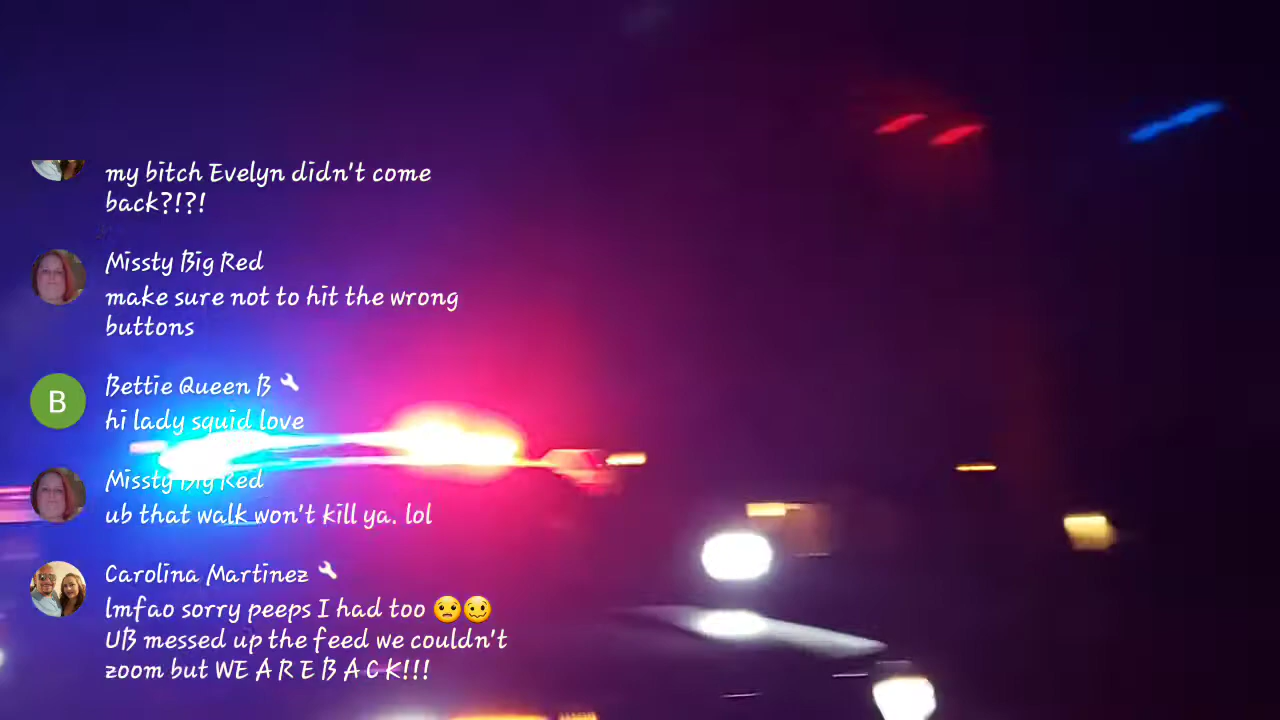 my bitch Evelyn didn't come
back?!?!
Missty Big Red
make sure not to hit the wrong
buttons
B
Bettie Queen B
hi lady squid love
Missty Big Red
ub that walk won't kill ya. lol
Carolina Martinez
lmfao sorry peeps I had too 😟🥴
UB messed up the feed we couldn't
zoom but WE A R E B A C K!!!